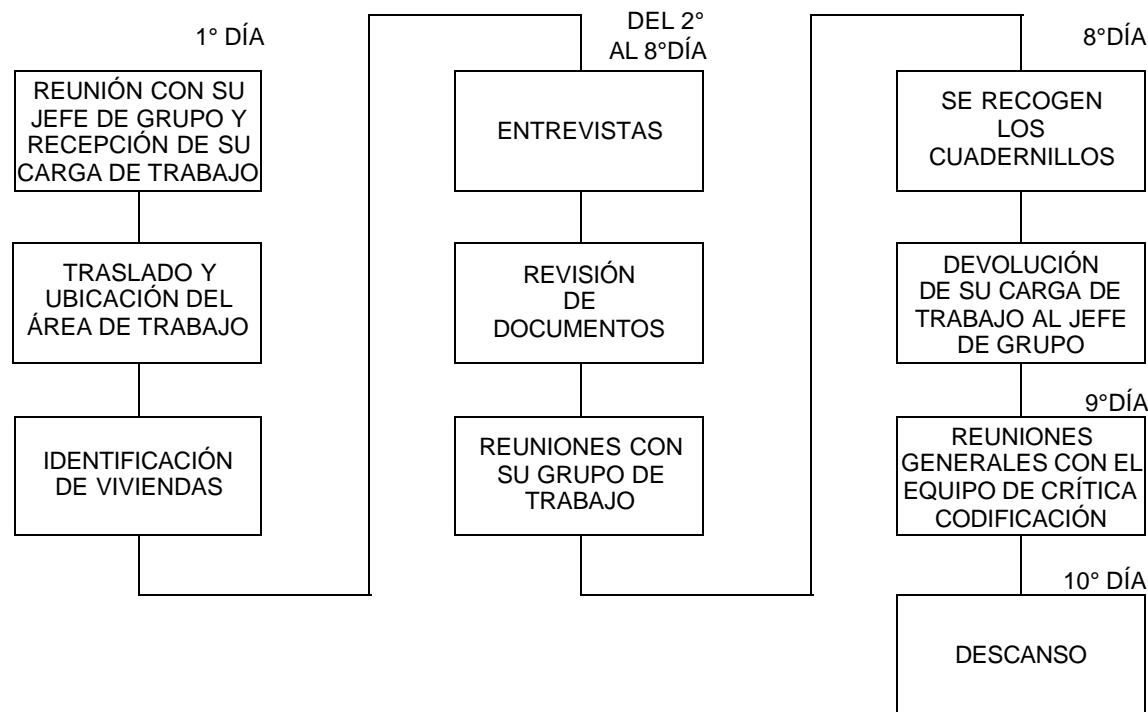 1° DÍA
REUNIÓN CON SU
JEFE DE GRUPO Y
RECEPCIÓN DE SU
CARGA DE TRABAJO
TRASLADO Y
UBICACIÓN DEL
ÁREA DE TRABAJO
IDENTIFICACIÓN
DE VIVIENDAS
DEL 2°
AL 8°DÍA
ENTREVISTAS
REVISIÓN
DE
DOCUMENTOS
REUNIONES CON
SU GRUPO DE
TRABAJO
8°DÍA
SE RECOGEN
LOS
CUADERNILLOS
DEVOLUCIÓN
DE SU CARGA DE
TRABAJO AL JEFE
DE GRUPO
9°DÍA
REUNIONES
GENERALES CON EL
EQUIPO DE CRÍTICA
CODIFICACIÓN
10° DÍA
DESCANSO